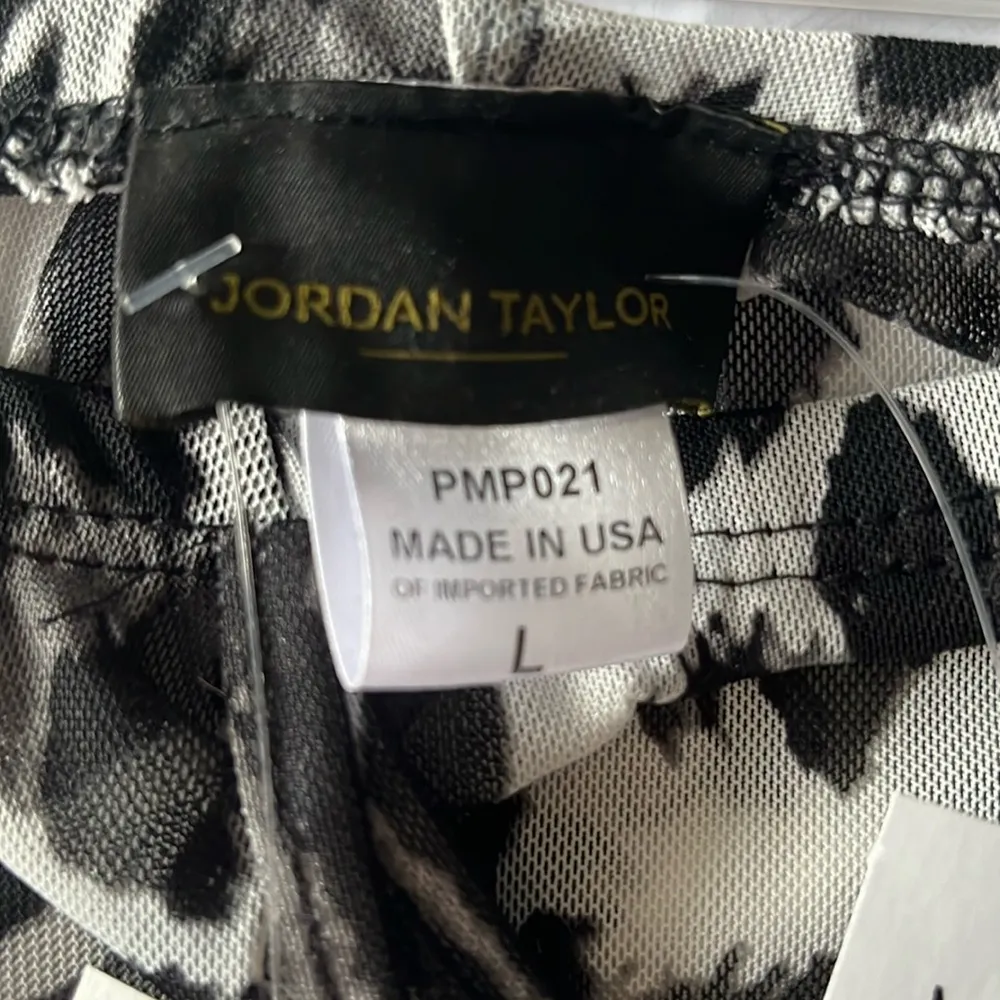 JORDAN TAYLOR
PMP021
MADE IN USA
OF IMPORTED FABRIC
L